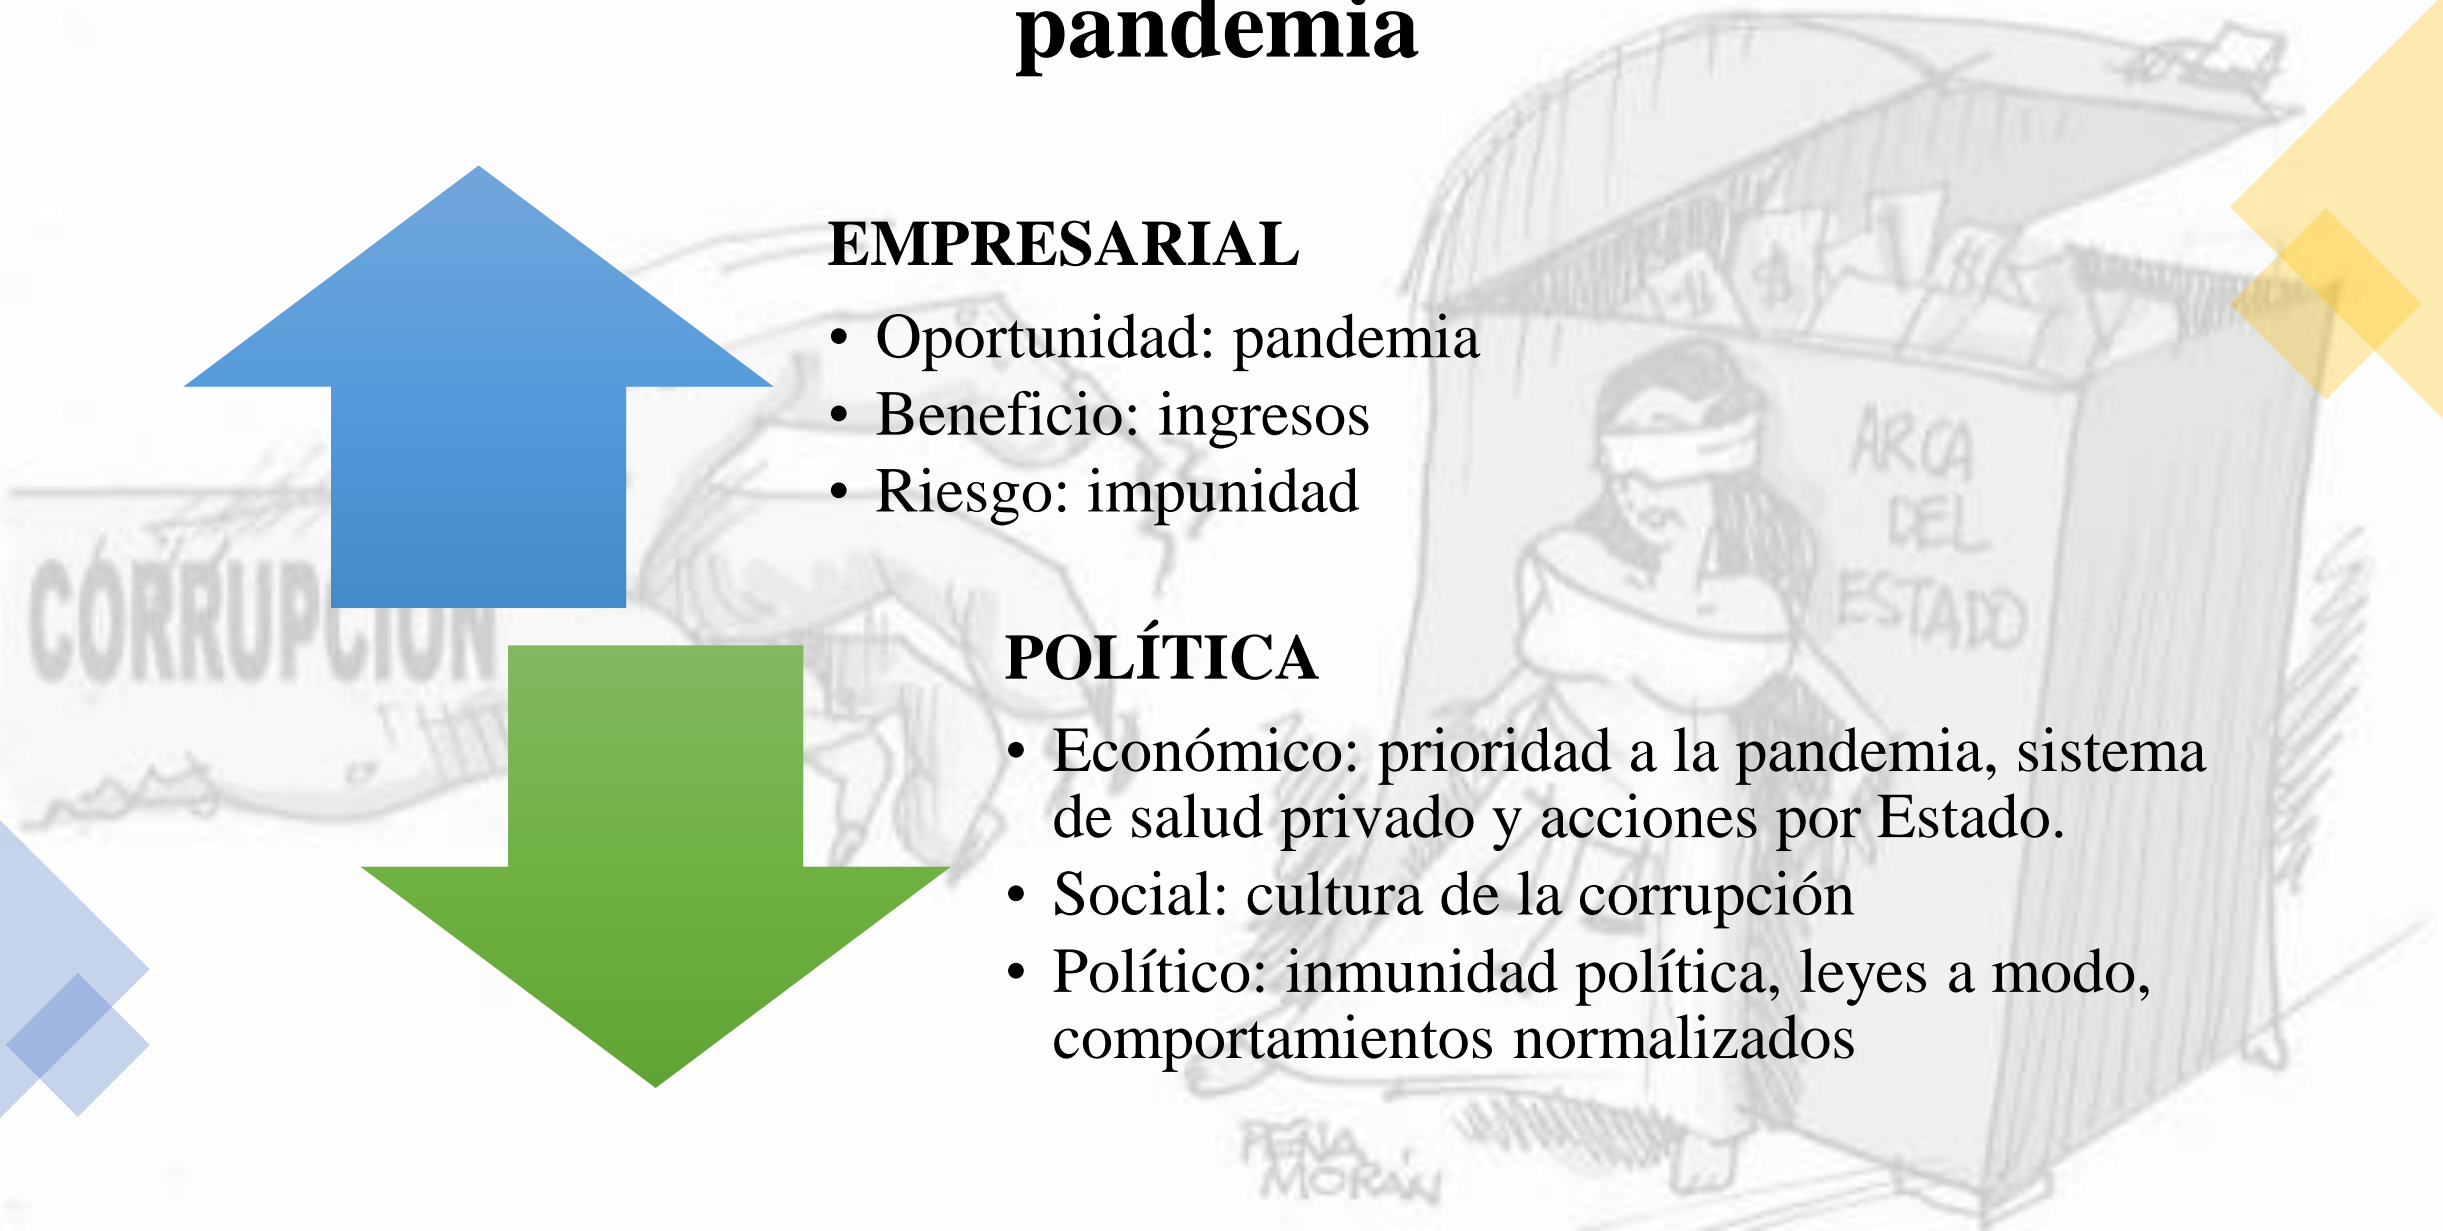 pandemia
EMPRESARIAL
• Oportunidad: pandemia
• Beneficio: ingresos
• Riesgo: impunidad
POLÍTICA
• Económico: prioridad a la pandemia, sistema
de salud privado y acciones por Estado.
• Social: cultura de la corrupción
• Político: inmunidad política, leyes a modo,
comportamientos normalizados
CORRUPCIÓN
ARCA
DEL
ESTADO
PEÑA
MORÁN